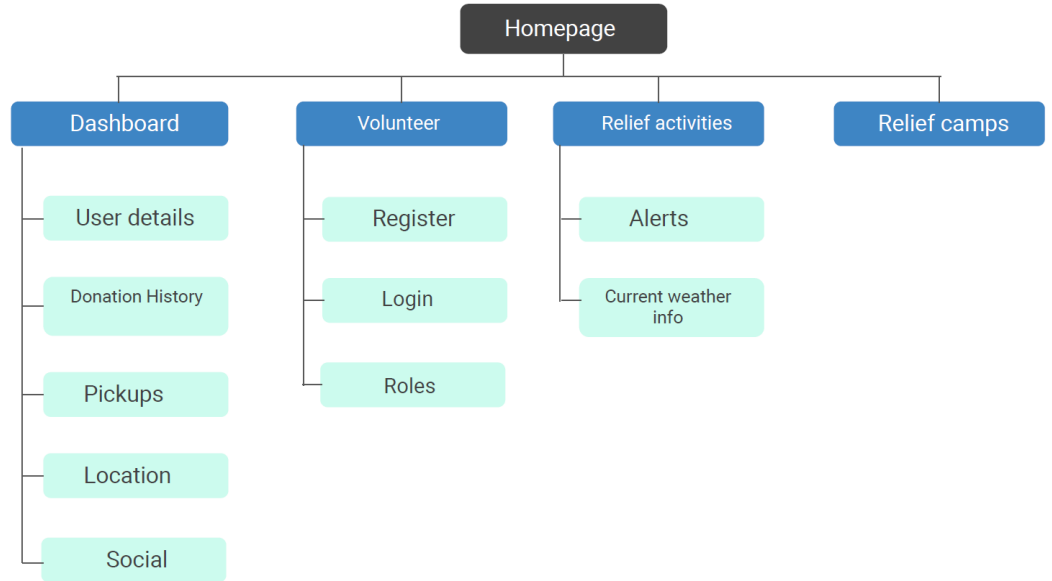 Homepage
Dashboard
Volunteer
Relief activities
Relief camps
User details
Donation History
Pickups
Location
Social
Register
Login
Roles
Alerts
Current weather
info